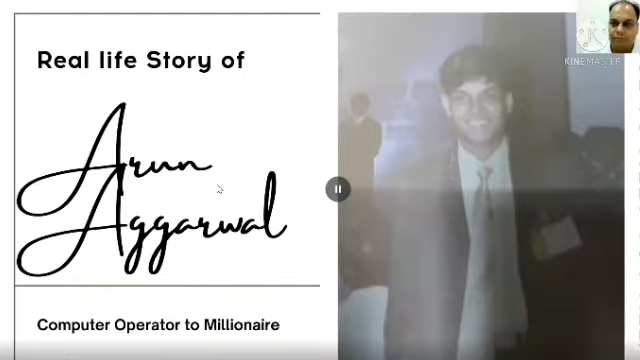 Real life Story of
Arun
Aggarwal
Computer Operator to Millionaire
K
KINEMASTER